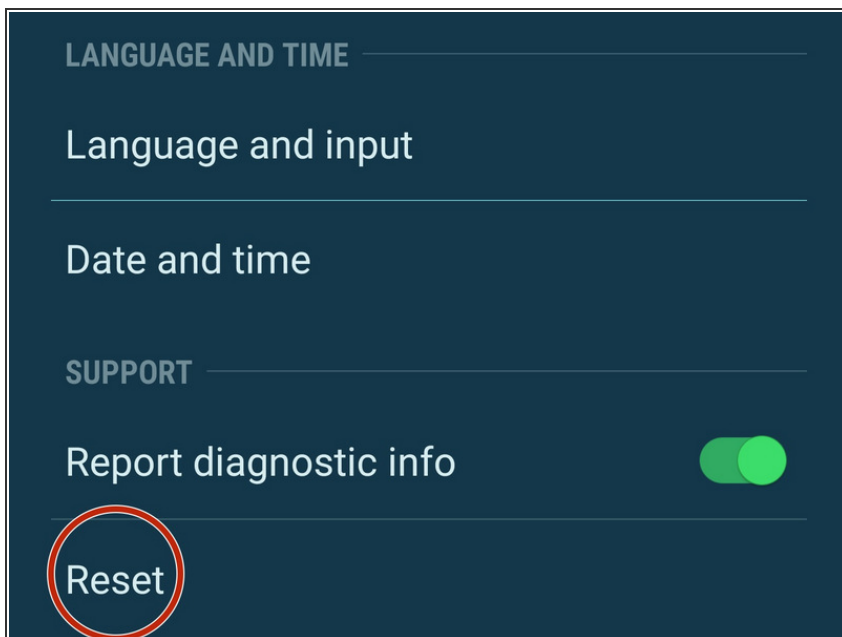 LANGUAGE AND TIME
Language and input
Date and time
SUPPORT
Report diagnostic info
Reset